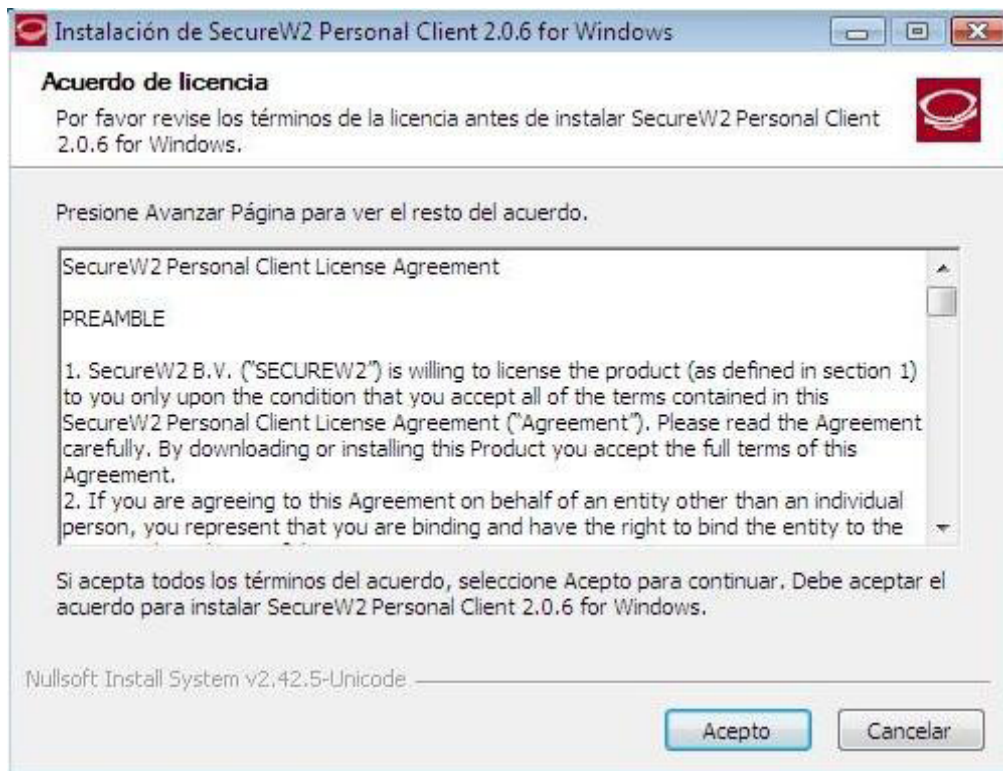 Instalación de SecureW2 Personal Client 2.0.6 for Windows
Acuerdo de licencia
Por favor revise los términos de la licencia antes de instalar SecureW2 Personal Client
2.0.6 for Windows.
Presione Avanzar Página para ver el resto del acuerdo.
SecureW2 Personal Client License Agreement
PREAMBLE
1. SecureW2 B.V. ("SECUREW2") is willing to license the product (as defined in section 1)
to you only upon the condition that you accept all of the terms contained in this
SecureW2 Personal Client License Agreement ("Agreement"). Please read the Agreement
carefully. By downloading or installing this Product you accept the full terms of this
Agreement.
2. If you are agreeing to this Agreement on behalf of an entity other than an individual
person, you represent that you are binding and have the right to bind the entity to the
Si acepta todos los términos del acuerdo, seleccione Acepto para continuar. Debe aceptar el
acuerdo para instalar SecureW2 Personal Client 2.0.6 for Windows.
Nullsoft Install System v2.42.5-Unicode
Acepto
Cancelar